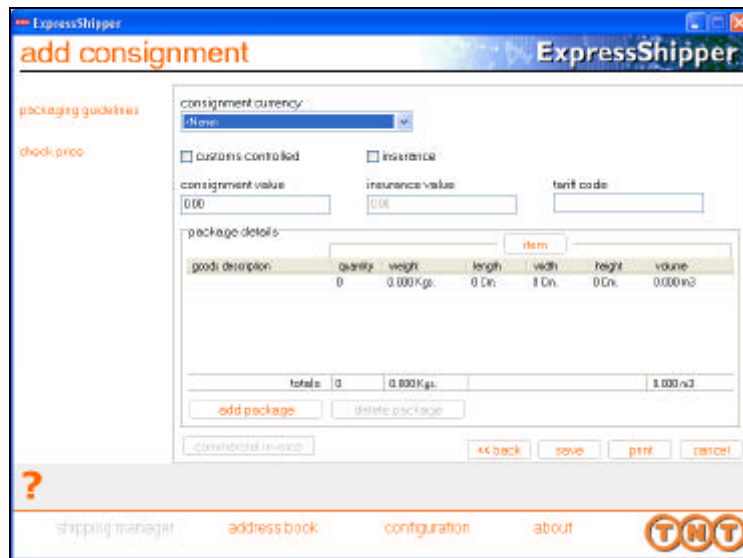 ExpressShipper
add consignment
ExpressShipper
packaging guidelines
check price
consignment currency
<None>
customs controlled insurance
consignment value insurance value tariff code
0.00 0.00
package details
item
goods description quantity weight length width height volume
0 0.000 Kgs. 0 Cm. 0 Cm. 0 Cm. 0.000 m3
totals 0 0.000 Kgs. 0.000 m3
add package delete package
commercial invoice << back save print cancel
?
shipping manager address book configuration about TNT